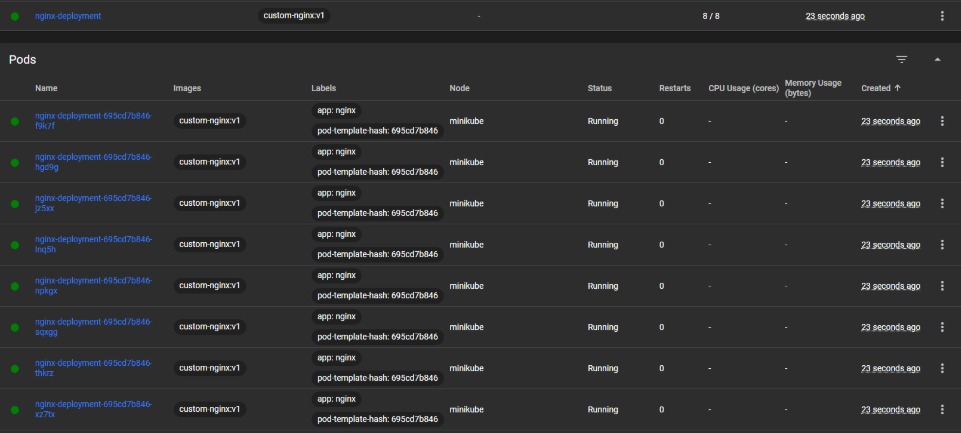 nginx-deployment custom-nginx:v1 - 8 / 8 23 seconds ago
Pods
Name Images Labels Node Status Restarts CPU Usage (cores) Memory Usage (bytes) Created ↑
nginx-deployment-695cd7b846-f9k7f custom-nginx:v1 app: nginx pod-template-hash: 695cd7b846 minikube Running 0 - - 23 seconds ago
nginx-deployment-695cd7b846-hgd9g custom-nginx:v1 app: nginx pod-template-hash: 695cd7b846 minikube Running 0 - - 23 seconds ago
nginx-deployment-695cd7b846-jz5xx custom-nginx:v1 app: nginx pod-template-hash: 695cd7b846 minikube Running 0 - - 23 seconds ago
nginx-deployment-695cd7b846-lnq5h custom-nginx:v1 app: nginx pod-template-hash: 695cd7b846 minikube Running 0 - - 23 seconds ago
nginx-deployment-695cd7b846-npkgx custom-nginx:v1 app: nginx pod-template-hash: 695cd7b846 minikube Running 0 - - 23 seconds ago
nginx-deployment-695cd7b846-sqxgg custom-nginx:v1 app: nginx pod-template-hash: 695cd7b846 minikube Running 0 - - 23 seconds ago
nginx-deployment-695cd7b846-thkrz custom-nginx:v1 app: nginx pod-template-hash: 695cd7b846 minikube Running 0 - - 23 seconds ago
nginx-deployment-695cd7b846-xz7tx custom-nginx:v1 app: nginx pod-template-hash: 695cd7b846 minikube Running 0 - - 23 seconds ago